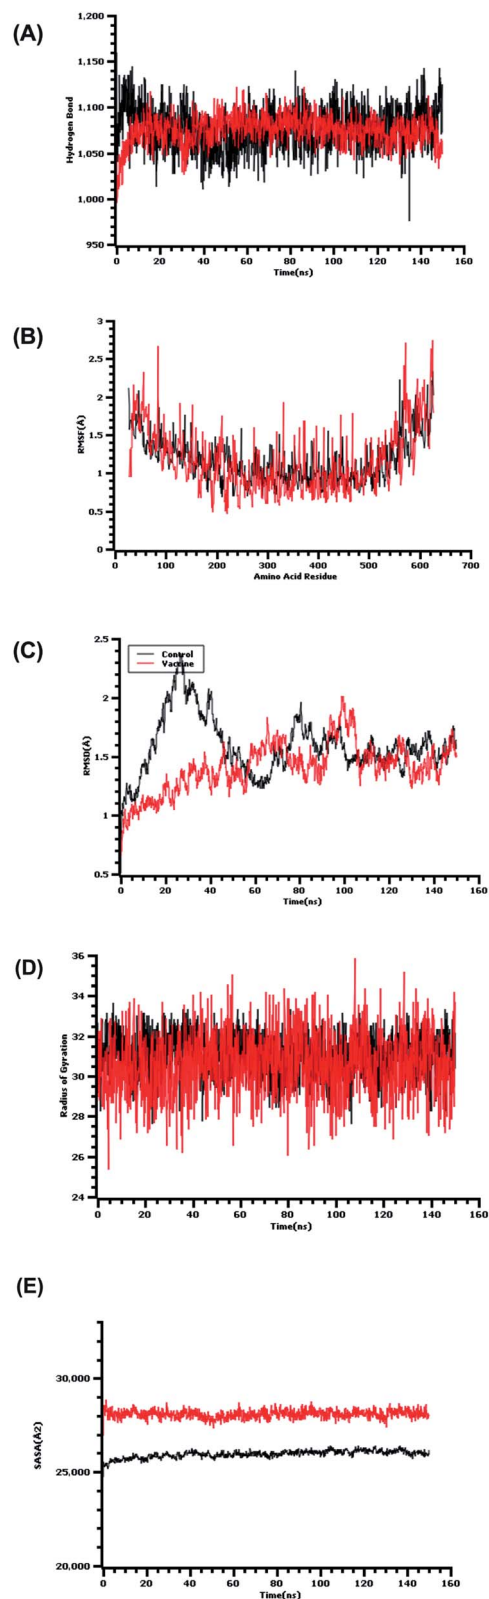 (A)
1,200
1,150
1,100
1,050
1,000
950
Hydrogen Bond
0 20 40 60 80 100 120 140 160
Time(ns)
(B)
3
2.5
2
1.5
1
0.5
0
RMSF(Å)
0 100 200 300 400 500 600 700
Amino Acid Residue
(C)
2.5
2
1.5
1
0.5
RMSD(Å)
Control
Vaccine
0 20 40 60 80 100 120 140 160
Time(ns)
(D)
36
34
32
30
28
26
24
Radius of Gyration
0 20 40 60 80 100 120 140 160
Time(ns)
(E)
30,000
25,000
20,000
SASA(Å2)
0 20 40 60 80 100 120 140 160
Time(ns)